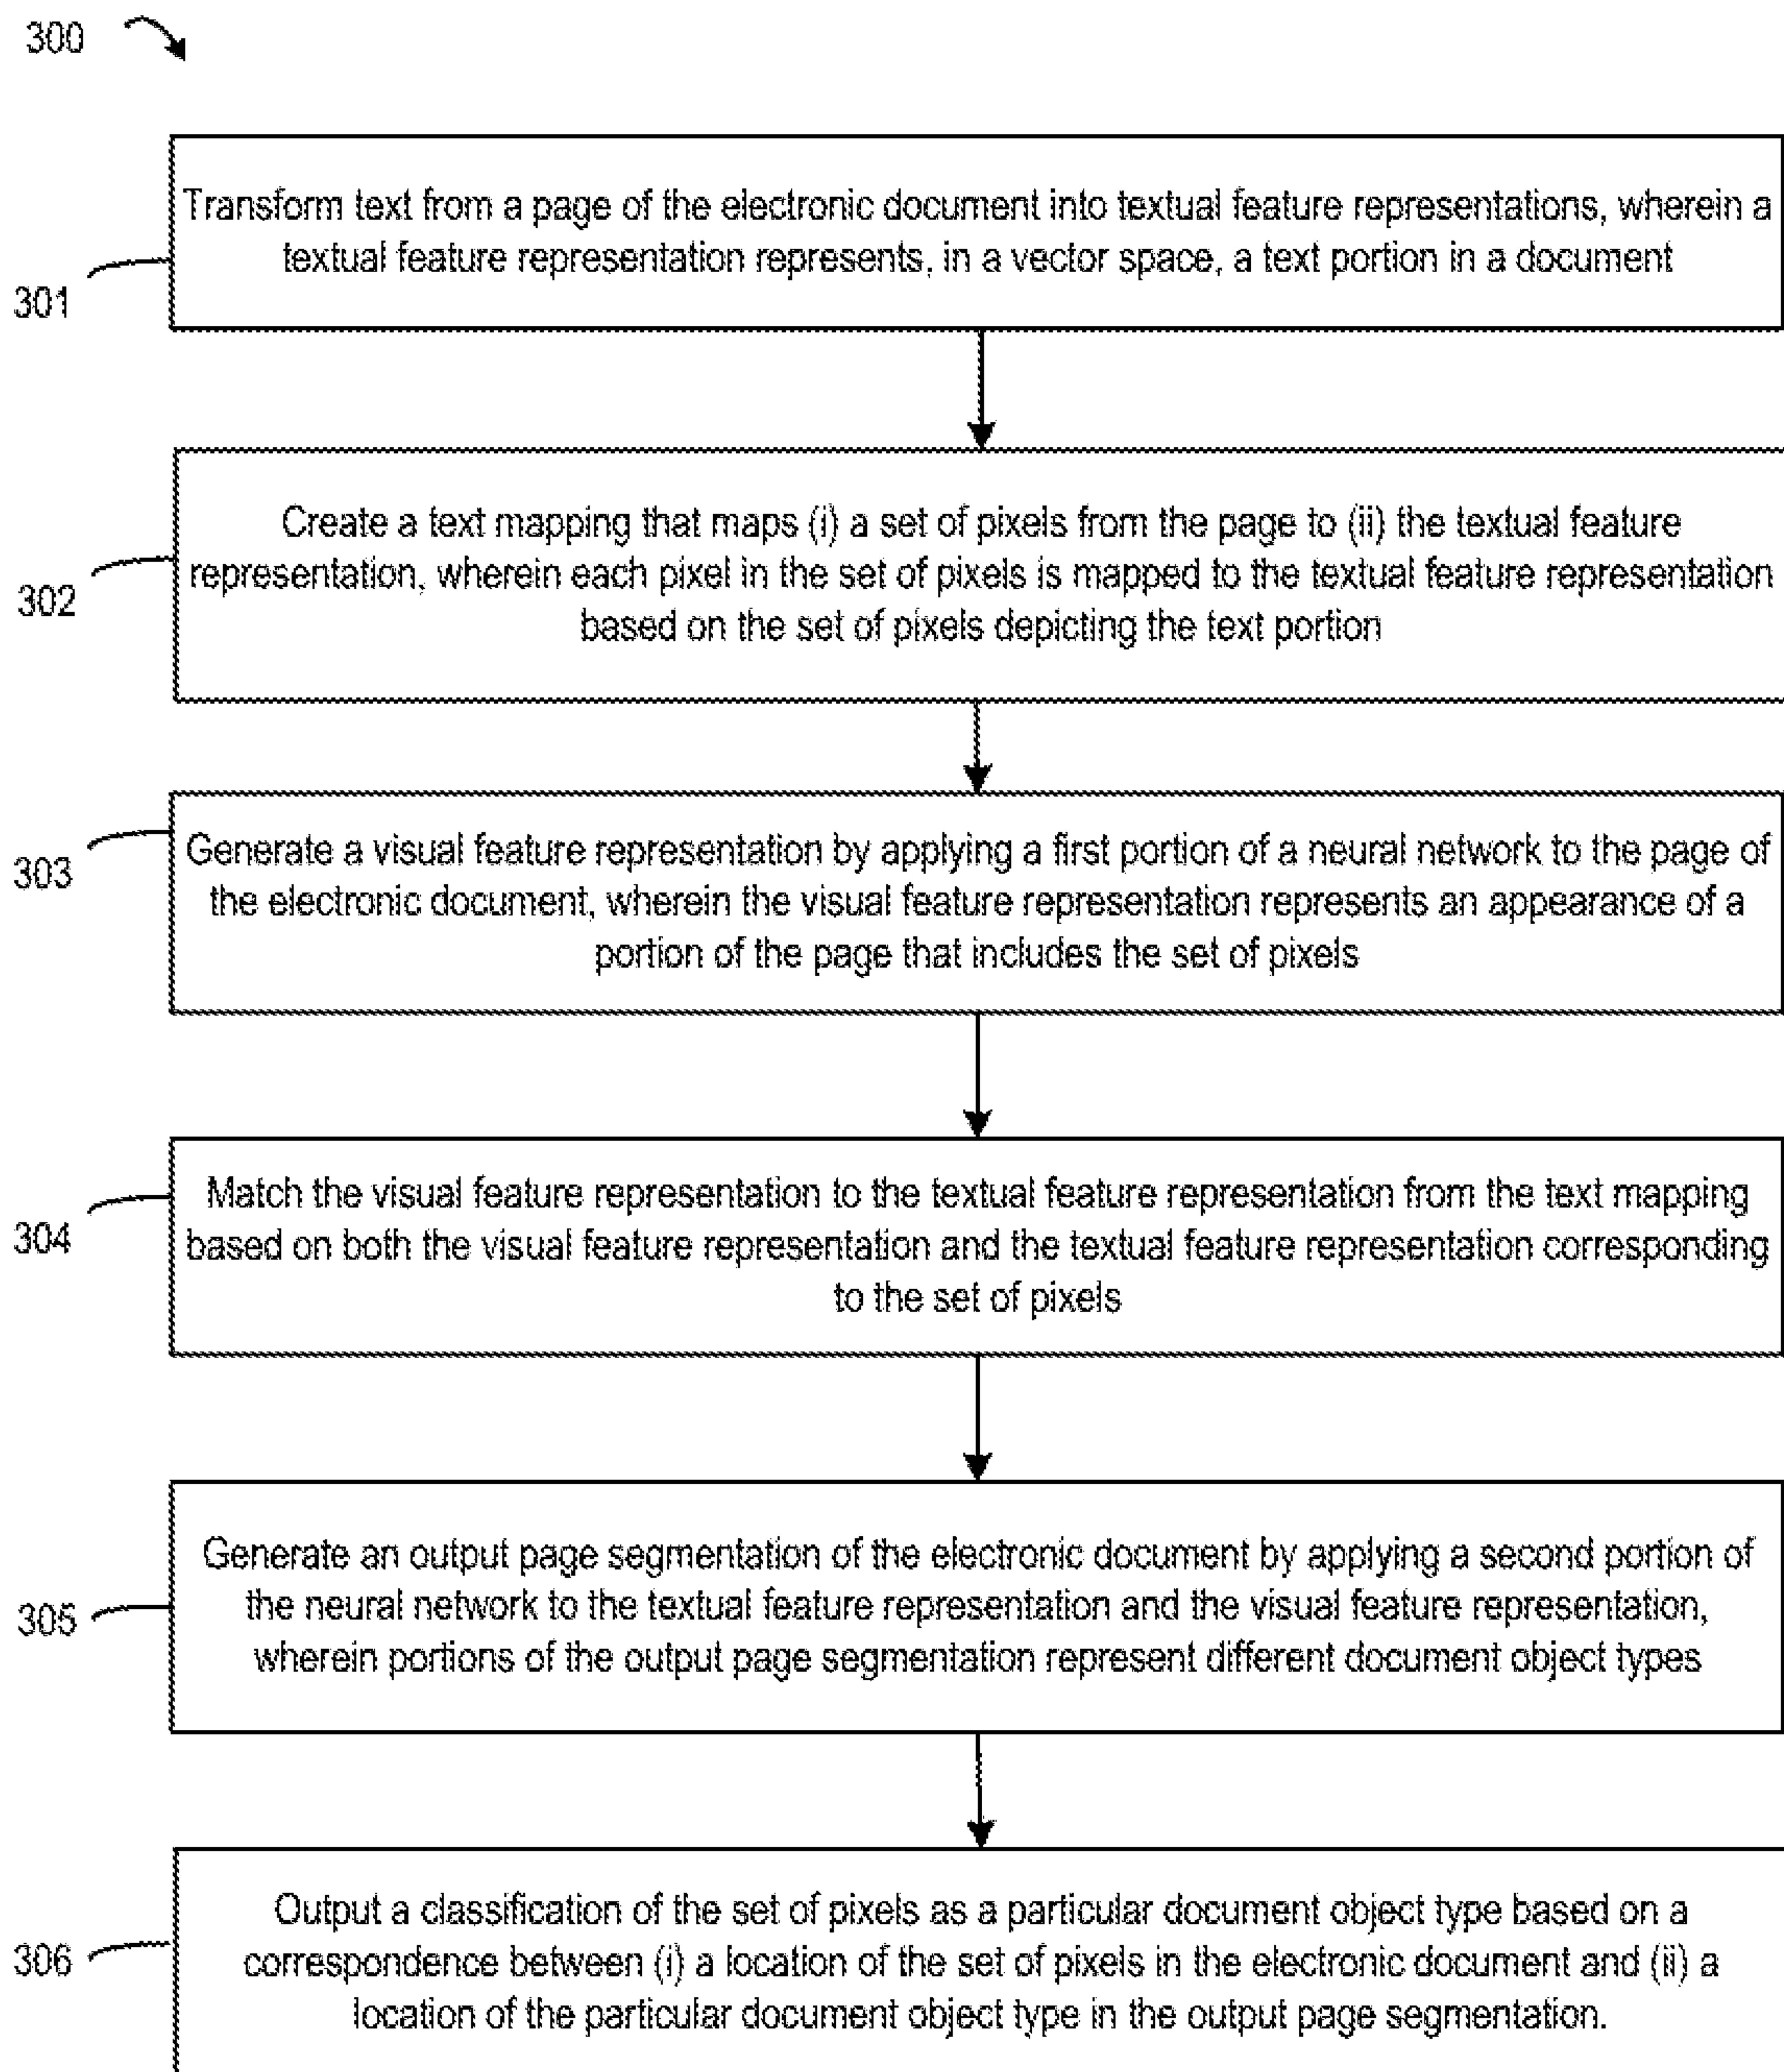 300
Transform text from a page of the electronic document into textual feature representations, wherein a
textual feature representation represents, in a vector space, a text portion in a document
301
Create a text mapping that maps (i) a set of pixels from the page to (ii) the textual feature
representation, wherein each pixel in the set of pixels is mapped to the textual feature representation
based on the set of pixels depicting the text portion
302
Generate a visual feature representation by applying a first portion of a neural network to the page of
the electronic document, wherein the visual feature representation represents an appearance of a
portion of the page that includes the set of pixels
303
Match the visual feature representation to the textual feature representation from the text mapping
based on both the visual feature representation and the textual feature representation corresponding
to the set of pixels
304
Generate an output page segmentation of the electronic document by applying a second portion of
the neural network to the textual feature representation and the visual feature representation,
wherein portions of the output page segmentation represent different document object types
305
Output a classification of the set of pixels as a particular document object type based on a
correspondence between (i) a location of the set of pixels in the electronic document and (ii) a
location of the particular document object type in the output page segmentation.
306